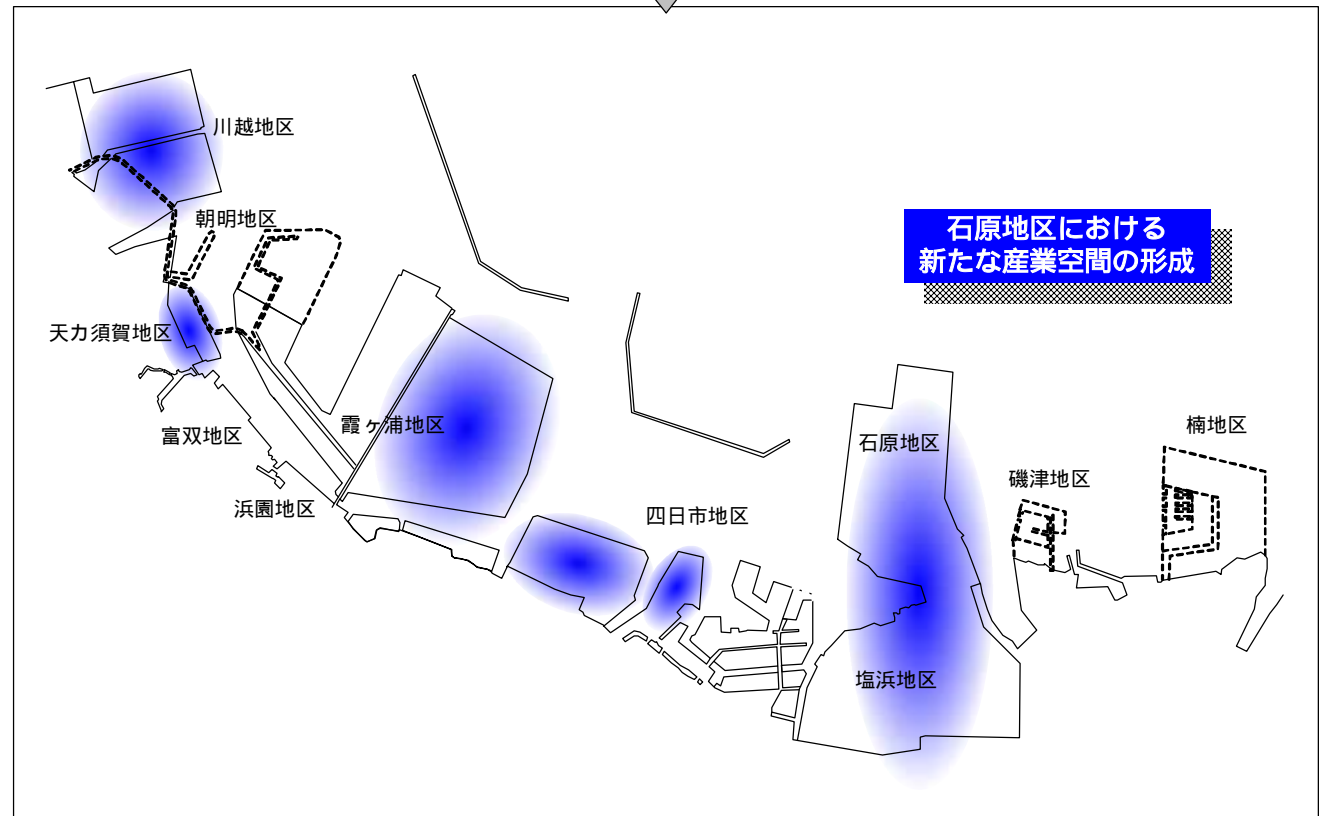 川越地区
朝明地区
石原地区における
新たな産業空間の形成
天力須賀地区
霞ヶ浦地区
富双地区
石原地区
楠地区
磯津地区
浜園地区
四日市地区
塩浜地区